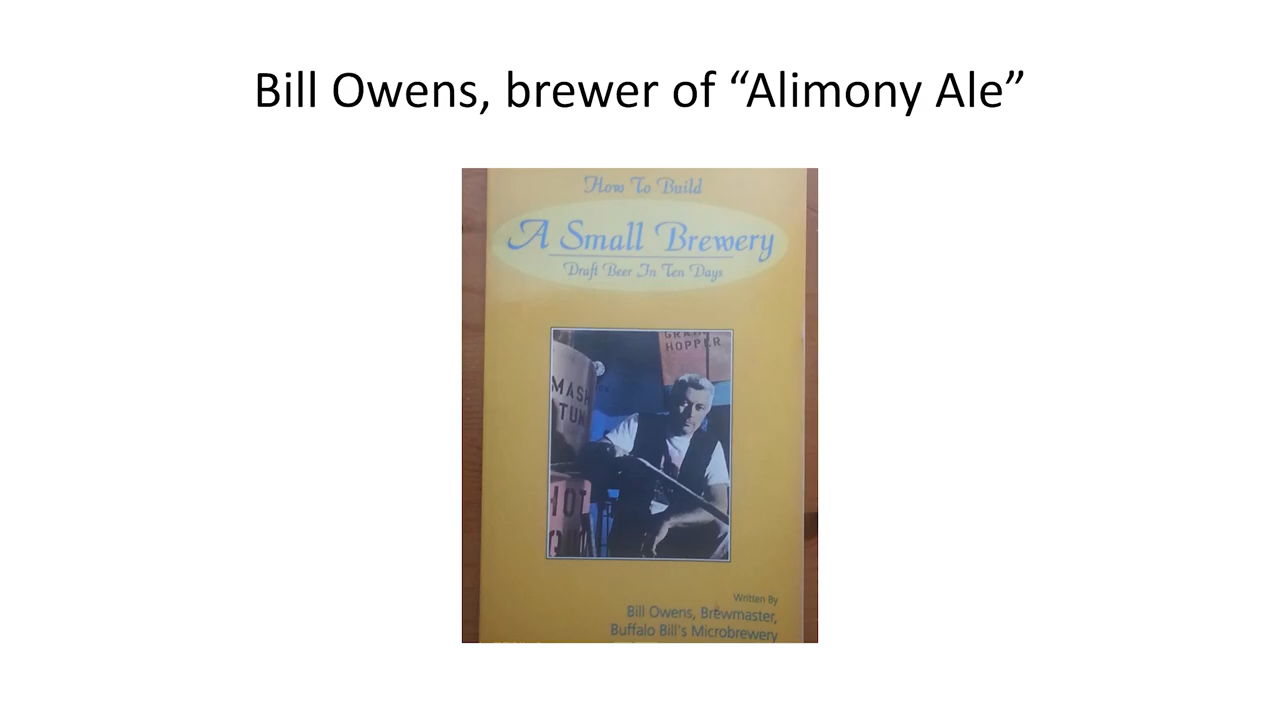 Bill Owens, brewer of “Alimony Ale”
How To Build
A Small Brewery
Draft Beer In Ten Days
HOPPER
MASH
TUN
HOT
Written By
Bill Owens, Brewmaster,
Buffalo Bill's Microbrewery